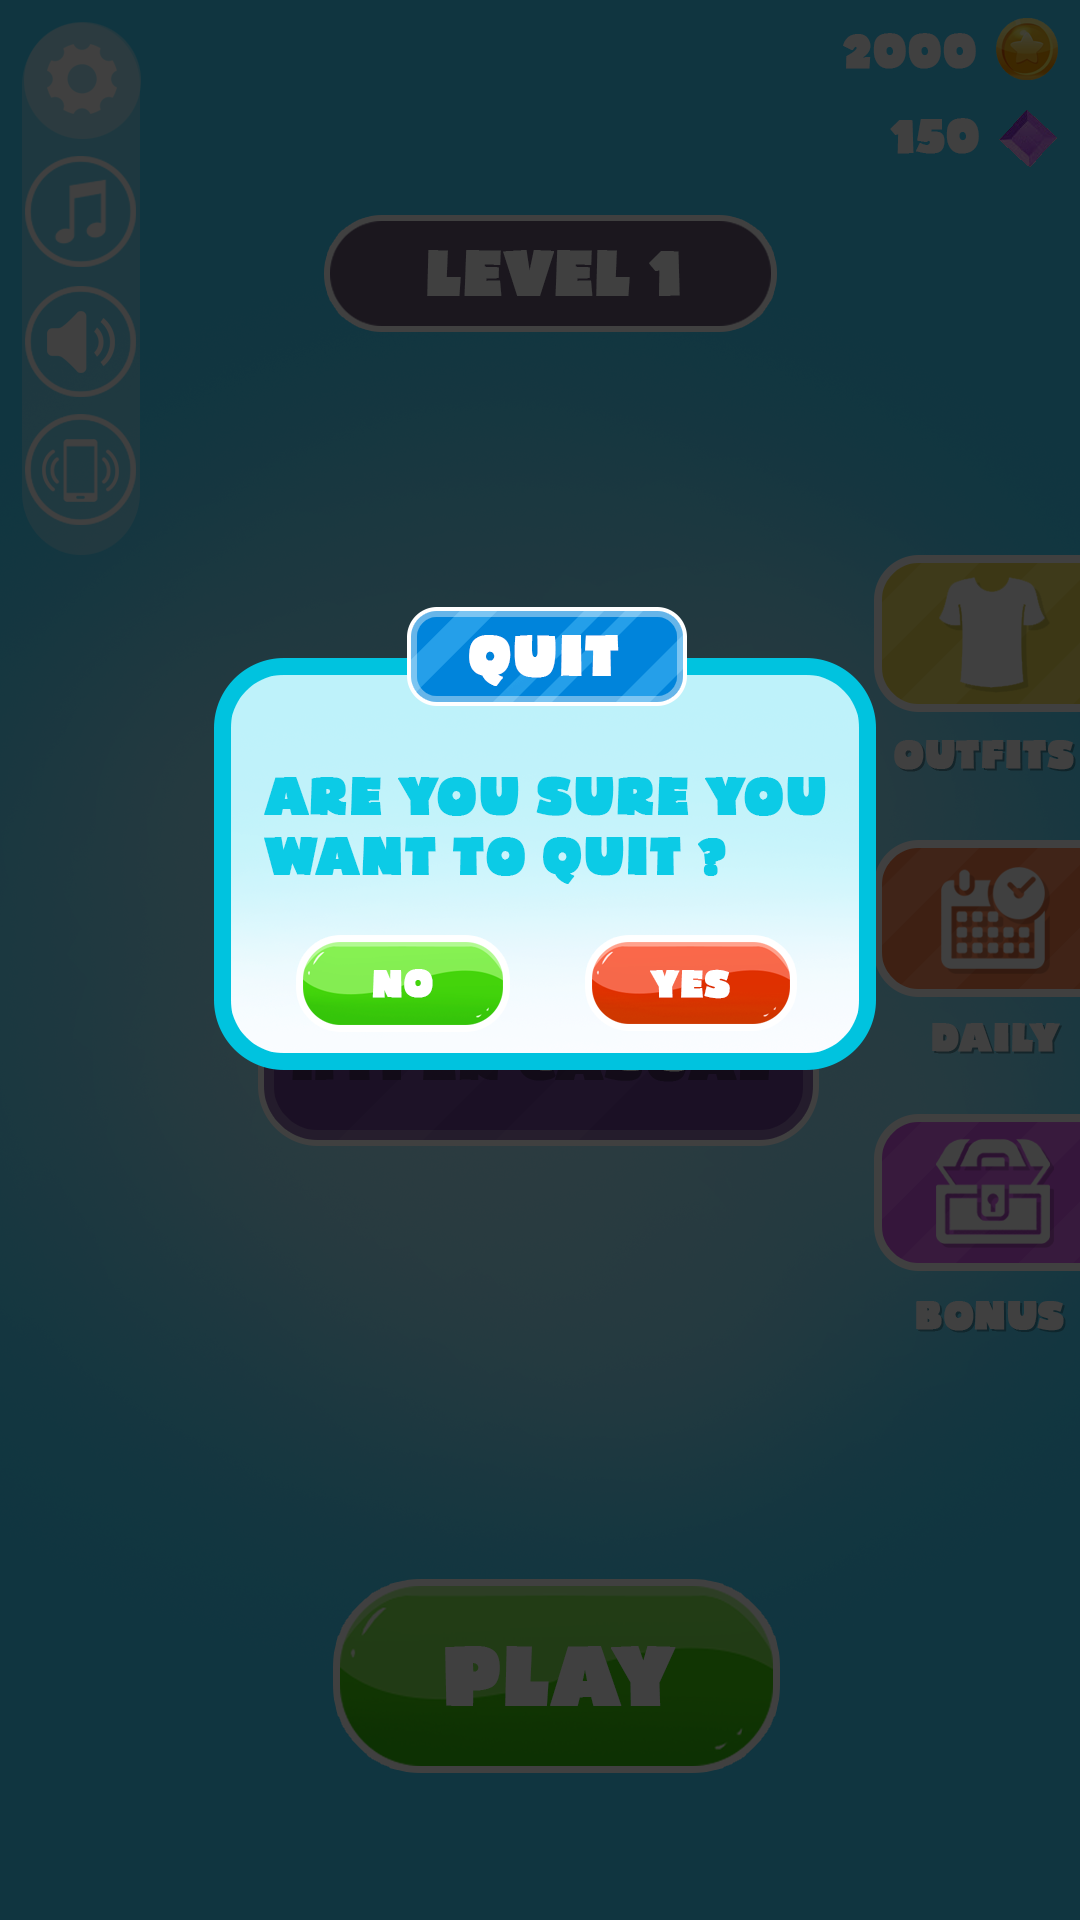 2000
150
LEVEL 1
QUIT
ARE YOU SURE YOU
WANT TO QUIT ?
NO
YES
OUTFITS
DAILY
BONUS
PLAY